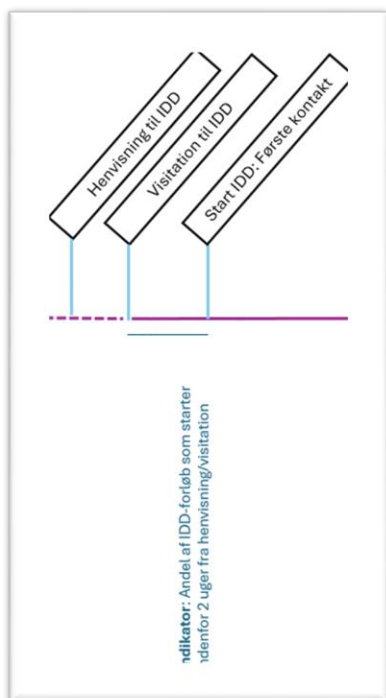 Henvisning til IDD
Visitation til IDD
Start IDD: Første kontakt
ndikator: Andel af IDD-forløb som starter
ndenfor 2 uger fra henvisning/visitation